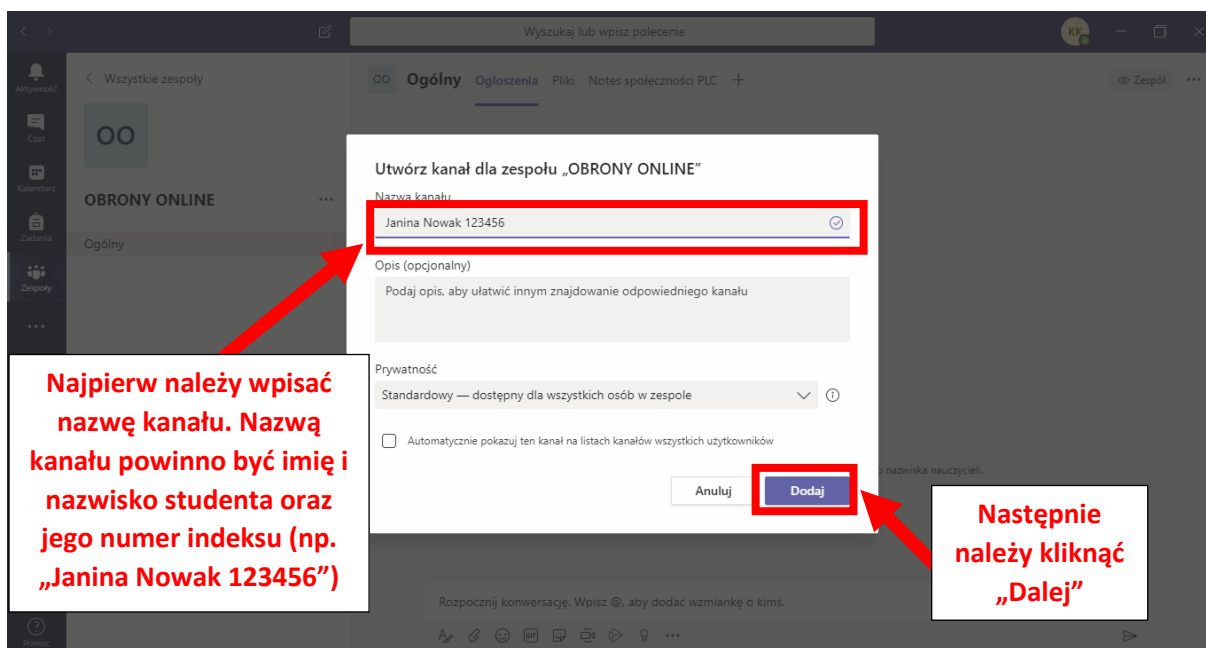 Wyszukaj lub wpisz polecenie
KK
Aktywność
Czat
Kalendarz
Zadania
Zespoły
Pomoc
Wszystkie zespoły
OO
OBRONY ONLINE
Ogólny
OO Ogólny Ogłoszenia Pliki Notes społeczności PLC
Zespół
Utwórz kanał dla zespołu „OBRONY ONLINE”
Nazwa kanału
Janina Nowak 123456
Opis (opcjonalny)
Podaj opis, aby ułatwić innym znajdowanie odpowiedniego kanału
Prywatność
Standardowy — dostępny dla wszystkich osób w zespole
Automatycznie pokazuj ten kanał na listach kanałów wszystkich użytkowników
Anuluj Dodaj
Najpierw należy wpisać
nazwę kanału. Nazwą
kanału powinno być imię i
nazwisko studenta oraz
jego numer indeksu (np.
„Janina Nowak 123456”)
nazwiska nauczycieli.
Następnie
należy kliknąć
„Dalej”
Rozpocznij konwersację. Wpisz @, aby dodać wzmiankę o kimś.
GIF